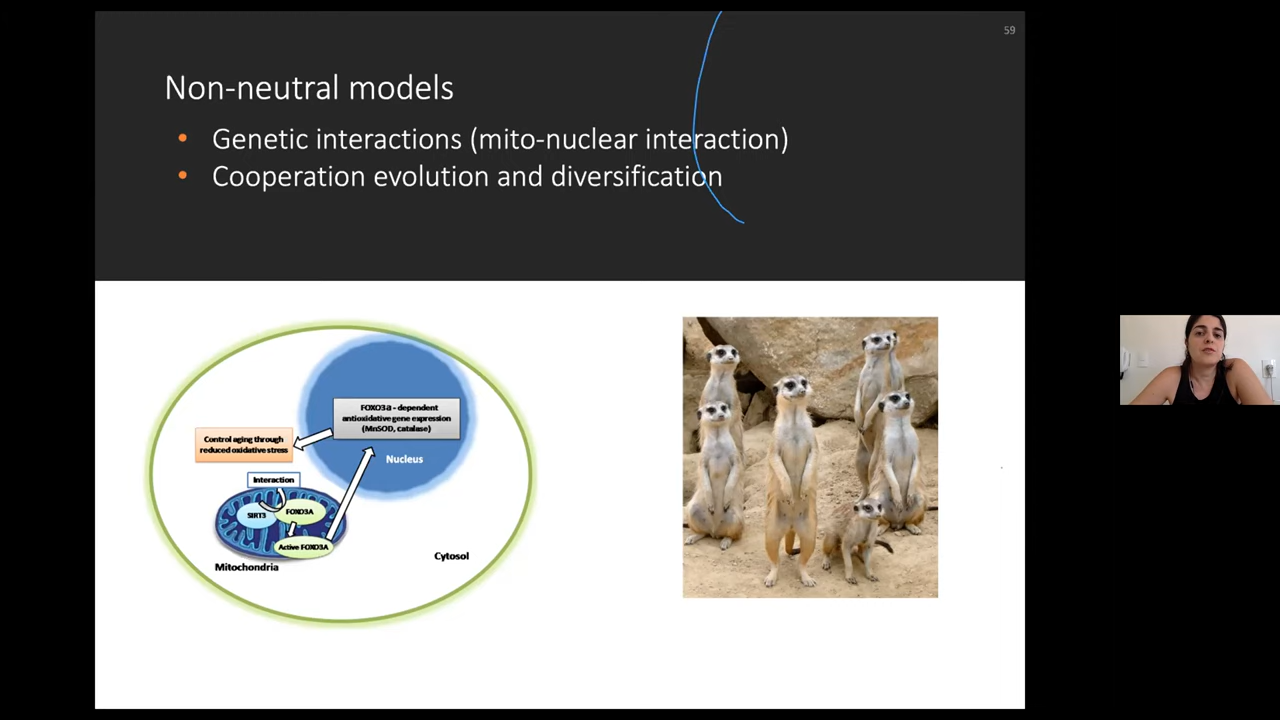 59
Non-neutral models
• Genetic interactions (mito-nuclear interaction)
• Cooperation evolution and diversification
FOXO3a - dependent
antioxidative gene expression
(MnSOD, catalase)
Control aging through
reduced oxidative stress
Nucleus
Interaction
SIRT3
FOXO3A
Active FOXO3A
Cytosol
Mitochondria